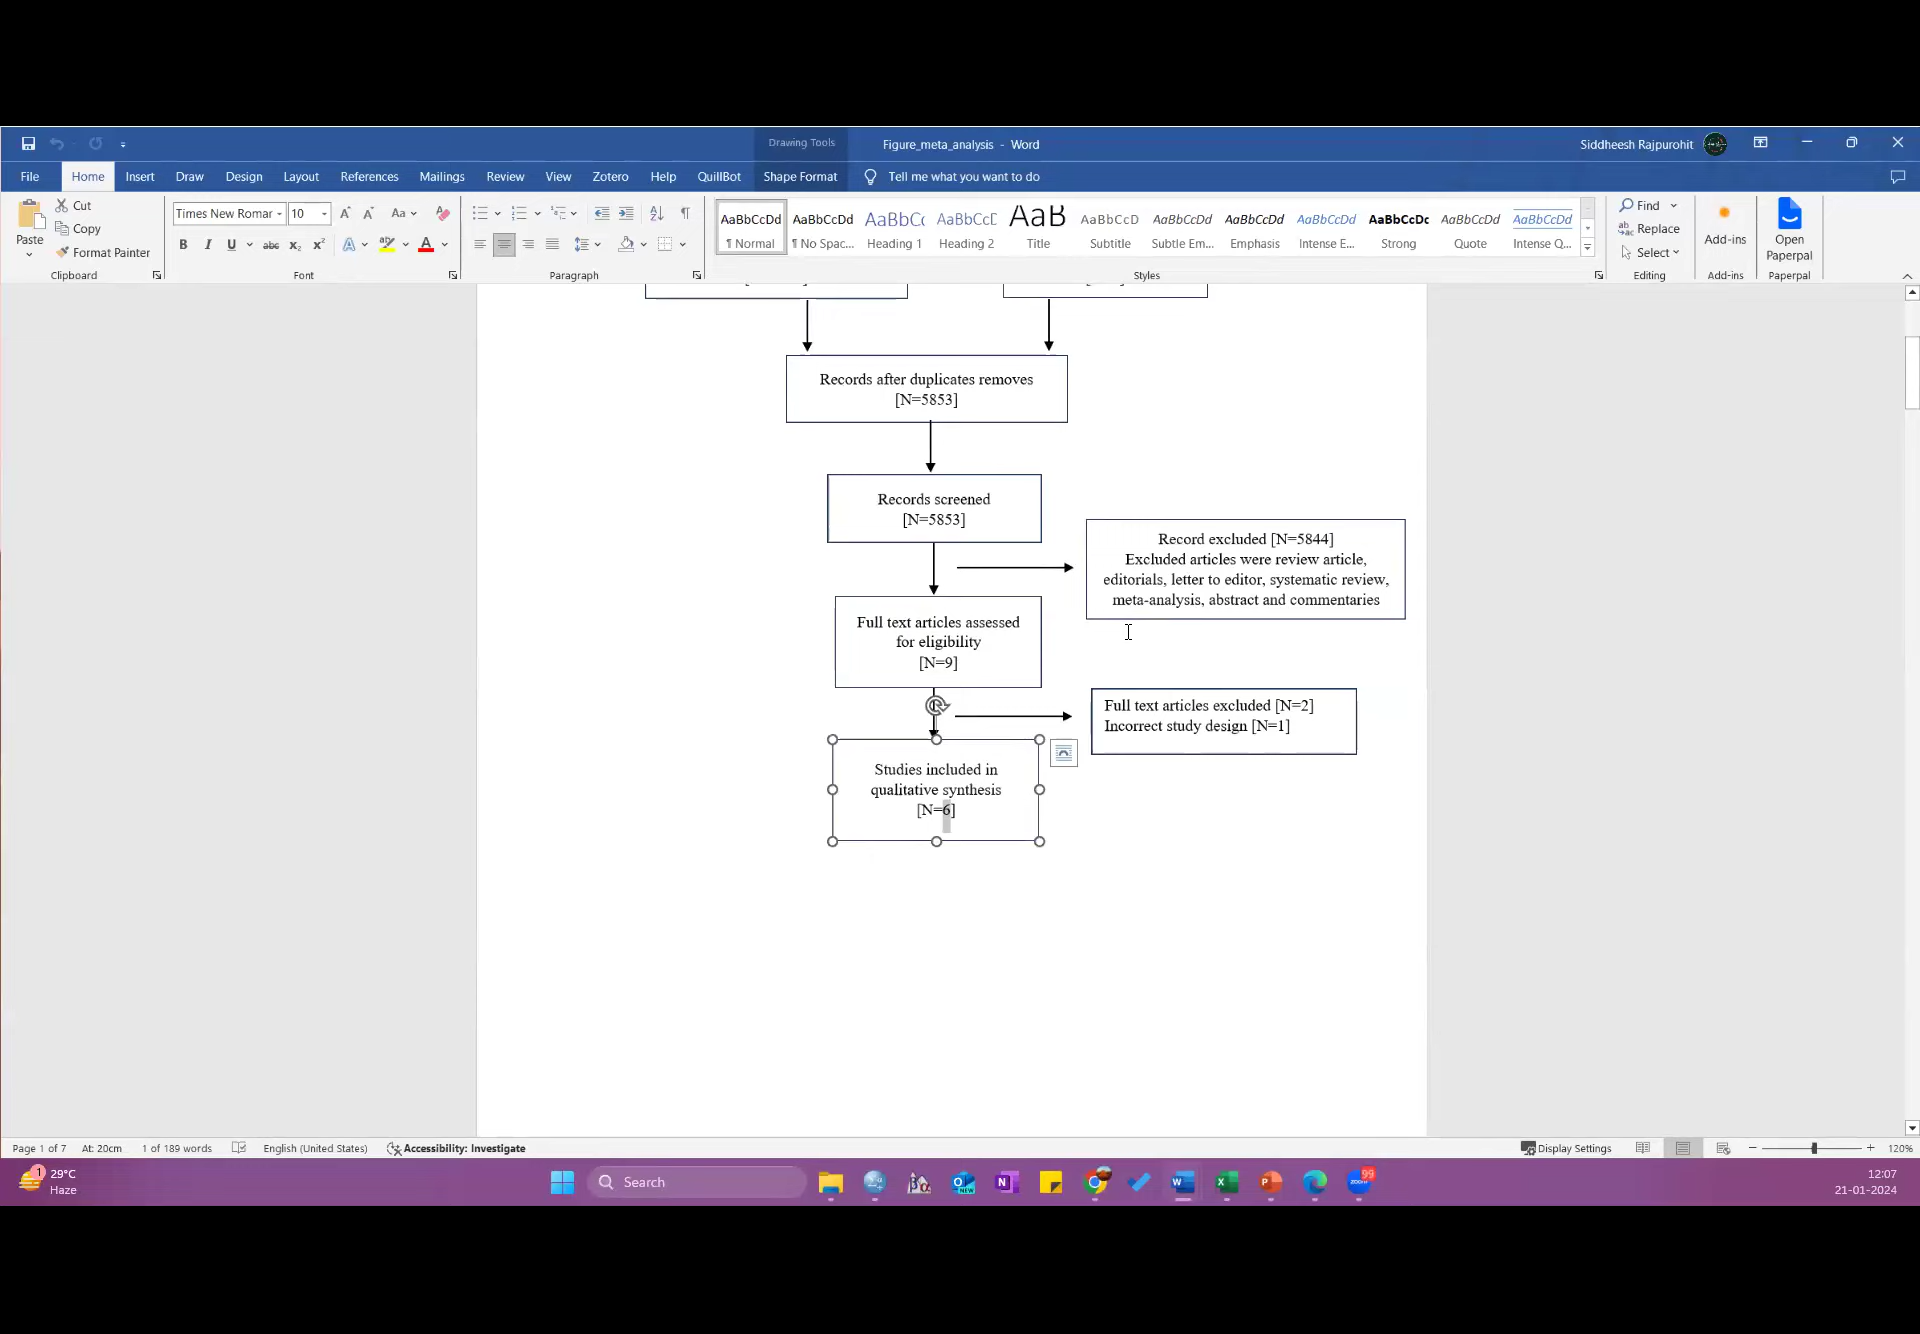 Drawing Tools
Figure_meta_analysis - Word
Siddheesh Rajpurohit
File Home Insert Draw Design Layout References Mailings Review View Zotero Help QuillBot Shape Format Tell me what you want to do
Paste
Cut
Copy
Format Painter
Clipboard
Times New Romar 10
Font
Paragraph
AaBbCcDd
¶ Normal
AaBbCcDd
¶ No Spac...
AaBbC
Heading 1
AaBbCc
Heading 2
AaB
Title
AaBbCcD
Subtitle
AaBbCcDd
Subtle Em...
AaBbCcDd
Emphasis
AaBbCcDd
Intense E...
AaBbCcDc
Strong
AaBbCcDd
Quote
AaBbCcDd
Intense Q...
Styles
Find
Replace
Select
Editing
Add-ins
Add-ins
Open
Paperpal
Paperpal
Records after duplicates removes
[N=5853]
Records screened
[N=5853]
Record excluded [N=5844]
Excluded articles were review article,
editorials, letter to editor, systematic review,
meta-analysis, abstract and commentaries
Full text articles assessed
for eligibility
[N=9]
Full text articles excluded [N=2]
Incorrect study design [N=1]
Studies included in
qualitative synthesis
[N=6]
Page 1 of 7 At: 20cm 1 of 189 words English (United States) Accessibility: Investigate Display Settings 120%
1
29°C
Haze
Search
99
12:07
21-01-2024